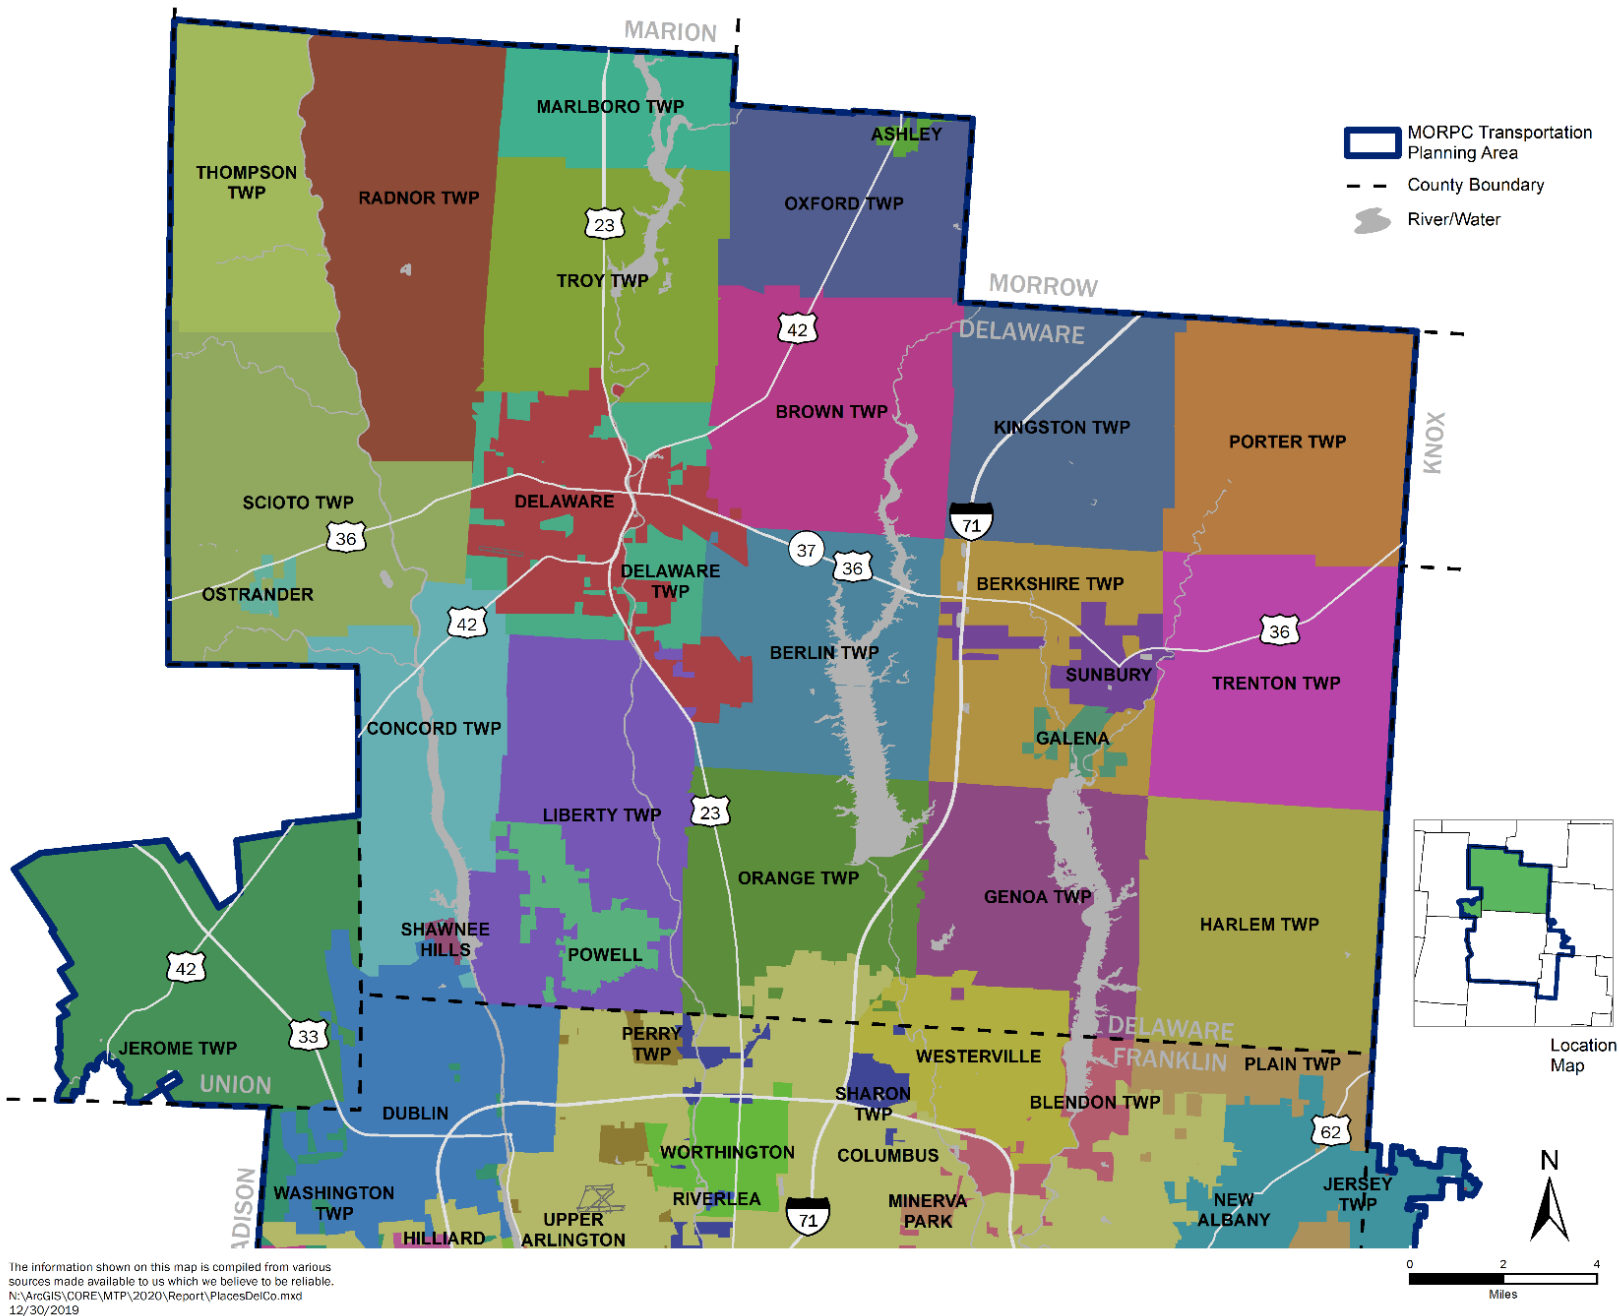 MARION
MARLBORO TWP
ASHLEY
MORPC Transportation
Planning Area
County Boundary
River/Water
THOMPSON
TWP
RADNOR TWP
OXFORD TWP
23
TROY TWP
MORROW
DELAWARE
42
BROWN TWP
KINGSTON TWP
PORTER TWP
KNOX
SCIOTO TWP
36
DELAWARE
71
37
36
OSTRANDER
42
DELAWARE
TWP
BERKSHIRE TWP
36
BERLIN TWP
SUNBURY
TRENTON TWP
CONCORD TWP
GALENA
LIBERTY TWP
23
ORANGE TWP
GENOA TWP
HARLEM TWP
SHAWNEE
HILLS
POWELL
42
33
JEROME TWP
UNION
PERRY
TWP
WESTERVILLE
DELAWARE
FRANKLIN
PLAIN TWP
Location
Map
DUBLIN
SHARON
TWP
BLENDON TWP
62
WORTHINGTON
COLUMBUS
N
ADISON
WASHINGTON
TWP
RIVERLEA
MINERVA
PARK
NEW
ALBANY
JERSEY
TWP
HILLIARD
UPPER
ARLINGTON
71
0 2 4
Miles
The information shown on this map is compiled from various
sources made available to us which we believe to be reliable.
N:\ArcGIS\CORE\MTP\2020\Report\PlacesDelCo.mxd
12/30/2019